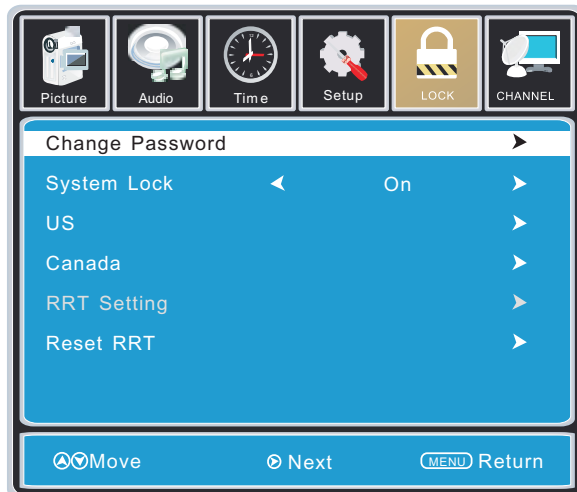 Picture Audio Time Setup LOCK CHANNEL
Change Password
System Lock On
US
Canada
RRT Setting
Reset RRT
Move Next MENU Return